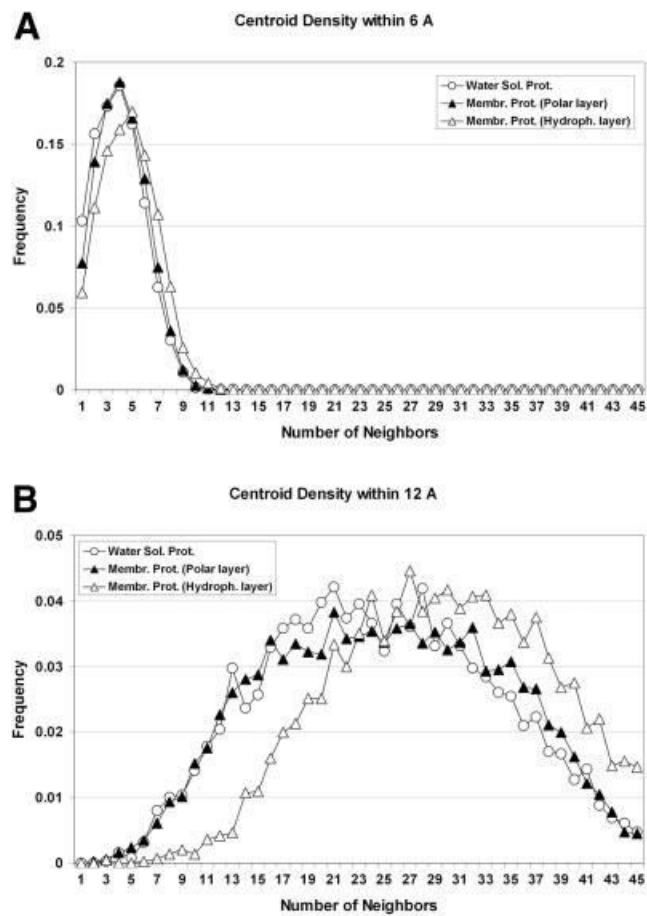 A
Centroid Density within 6 A
Water Sol. Prot.
Membr. Prot. (Polar layer)
Membr. Prot. (Hydroph. layer)
0.2
0.15
0.1
0.05
0
Frequency
1 3 5 7 9 11 13 15 17 19 21 23 25 27 29 31 33 35 37 39 41 43 45
Number of Neighbors
B
Centroid Density within 12 A
Water Sol. Prot.
Membr. Prot. (Polar layer)
Membr. Prot. (Hydroph. layer)
0.05
0.04
0.03
0.02
0.01
0
Frequency
1 3 5 7 9 11 13 15 17 19 21 23 25 27 29 31 33 35 37 39 41 43 45
Number of Neighbors